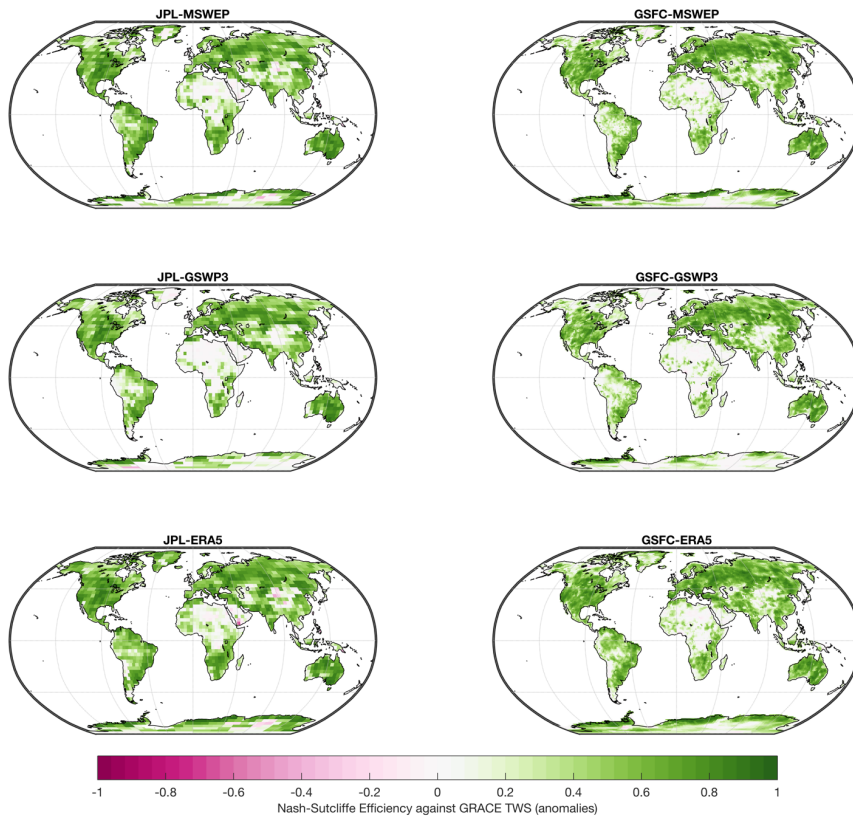 JPL-MSWEP
GSFC-MSWEP
JPL-GSWP3
GSFC-GSWP3
JPL-ERA5
GSFC-ERA5
-1 -0.8 -0.6 -0.4 -0.2 0 0.2 0.4 0.6 0.8 1
Nash-Sutcliffe Efficiency against GRACE TWS (anomalies)